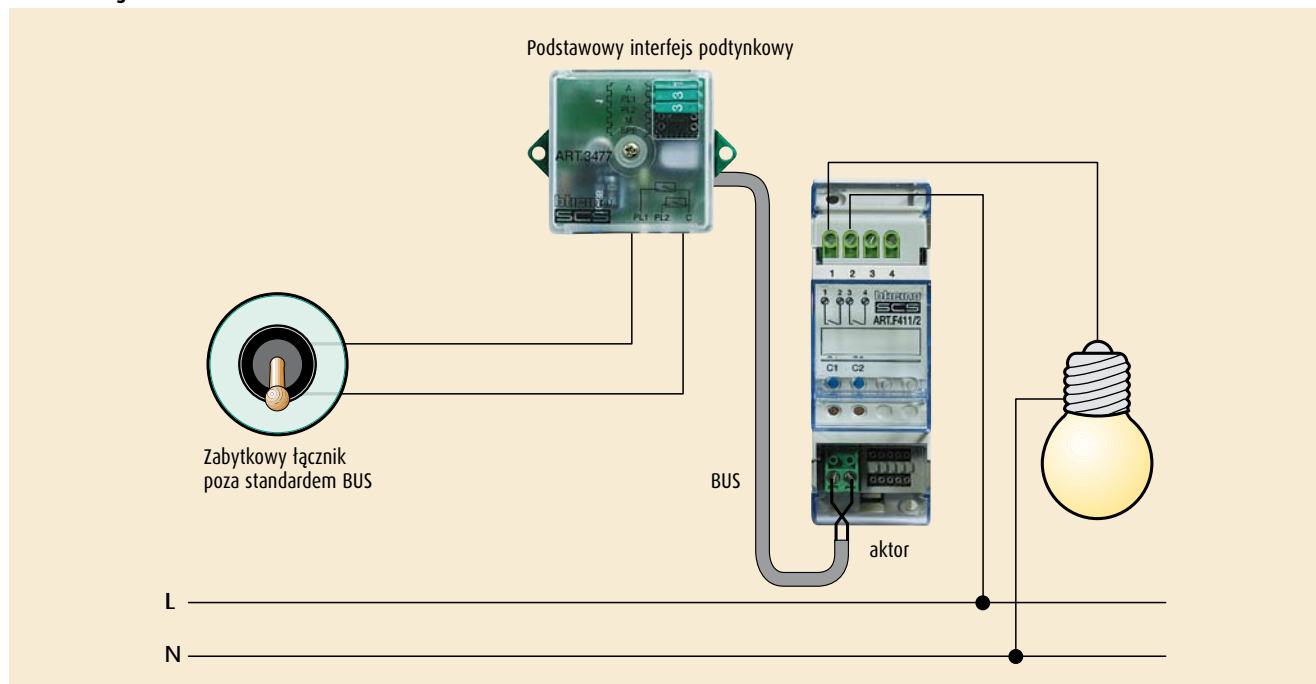 Podstawowy interfejs podtynkowy
A
PL1
PL2
M
SPE
1
3
3
ART.3477
bticino
SCS
PL1 PL2 C
1 2 3 4
1 2 3 4
bticino
SCS
ART.F411/2
C1 C2
Zabytkowy łącznik
poza standardem BUS
BUS
aktor
L
N